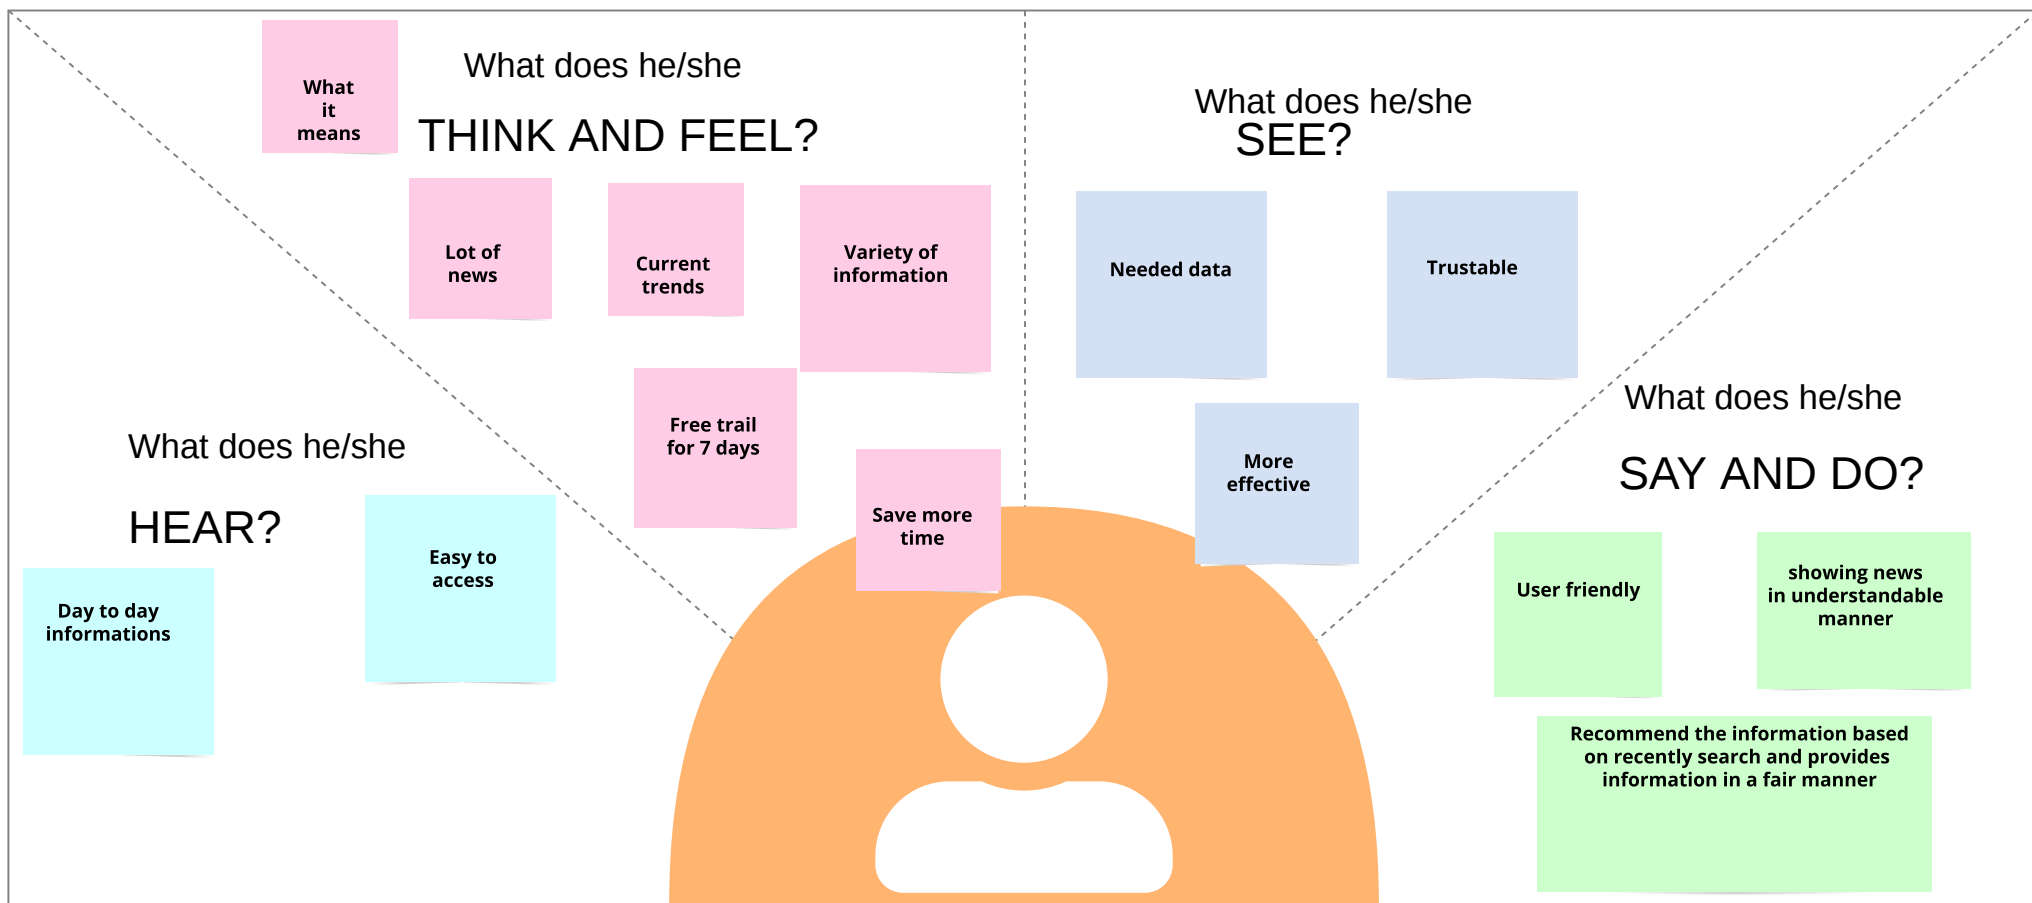 What
it
means
What does he/she
THINK AND FEEL?
Lot of
news
Current
trends
Variety of
information
Free trail
for 7 days
Save more
time
What does he/she
SEE?
Needed data
Trustable
More
effective
What does he/she
HEAR?
Day to day
informations
Easy to
access
What does he/she
SAY AND DO?
User friendly
showing news
in understandable
manner
Recommend the information based
on recently search and provides
information in a fair manner